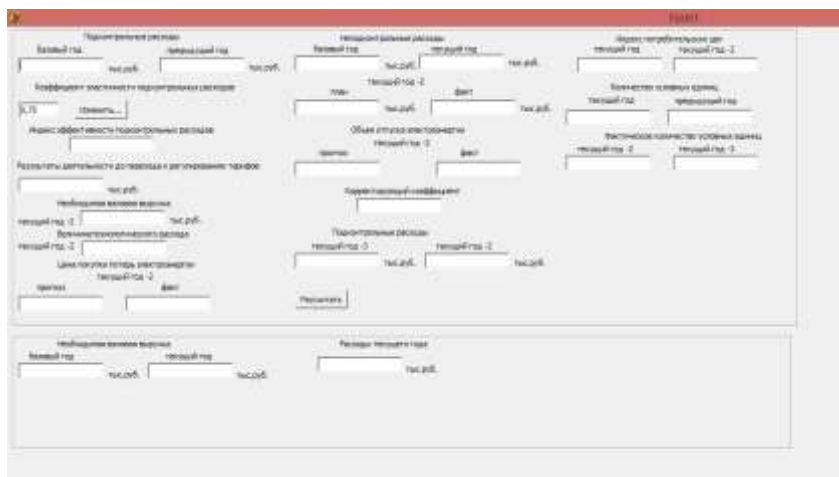 Form1
Подконтрольные расходы
базовый год предыдущий год
тыс.руб. тыс.руб.
Коэффициент эластичности подконтрольных расходов
0,75 Изменить...
Индекс эффективности подконтрольных расходов
Результаты деятельности до перехода к регулированию тарифов
тыс.руб.
Необходимая валовая выручка
текущий год -2 тыс.руб.
Величина технологического расхода
текущий год -2
Цена покупки потерь электроэнергии
текущий год -2
прогноз факт
Неподконтрольные расходы
базовый год текущий год
тыс.руб. тыс.руб.
текущий год -2
план факт
тыс.руб. тыс.руб.
Объем отпуска электроэнергии
текущий год -2
прогноз факт
Корректирующий коэффициент
Подконтрольные расходы
текущий год -3 текущий год -2
тыс.руб. тыс.руб.
Рассчитать
Индекс потребительских цен
текущий год текущий год -2
Количество условных единиц
текущий год предыдущий год
Фактическое количество условных единиц
текущий год -2 текущий год -3
Необходимая валовая выручка
базовый год текущий год
тыс.руб. тыс.руб.
Расходы текущего года
тыс.руб.